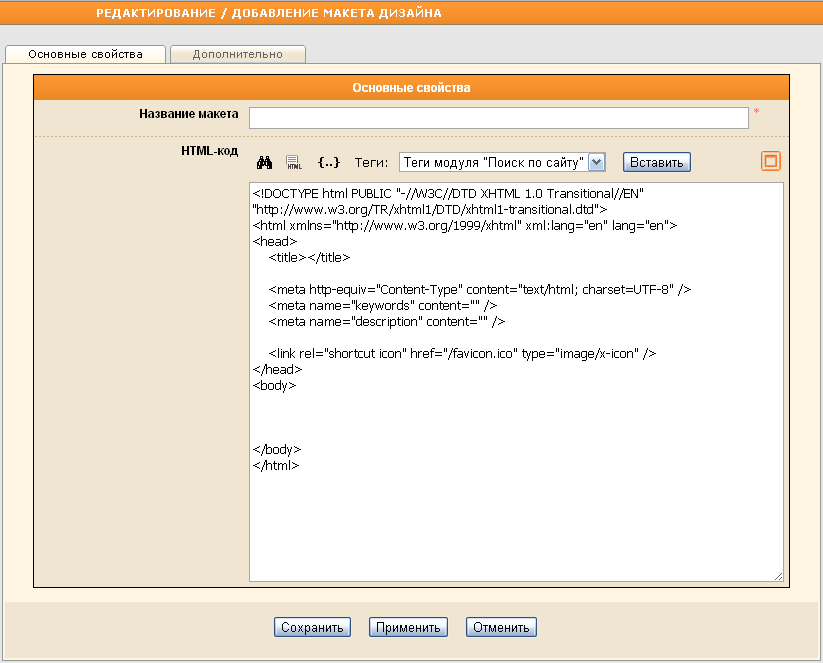 РЕДАКТИРОВАНИЕ / ДОБАВЛЕНИЕ МАКЕТА ДИЗАЙНА
Основные свойства Дополнительно
Основные свойства
Название макета *
HTML-код
HTML {..} Теги: Теги модуля "Поиск по сайту" Вставить
<!DOCTYPE html PUBLIC "-//W3C//DTD XHTML 1.0 Transitional//EN"
"http://www.w3.org/TR/xhtml1/DTD/xhtml1-transitional.dtd">
<html xmlns="http://www.w3.org/1999/xhtml" xml:lang="en" lang="en">
<head>
<title></title>
<meta http-equiv="Content-Type" content="text/html; charset=UTF-8" />
<meta name="keywords" content="" />
<meta name="description" content="" />
<link rel="shortcut icon" href="/favicon.ico" type="image/x-icon" />
</head>
<body>
</body>
</html>
Сохранить Применить Отменить